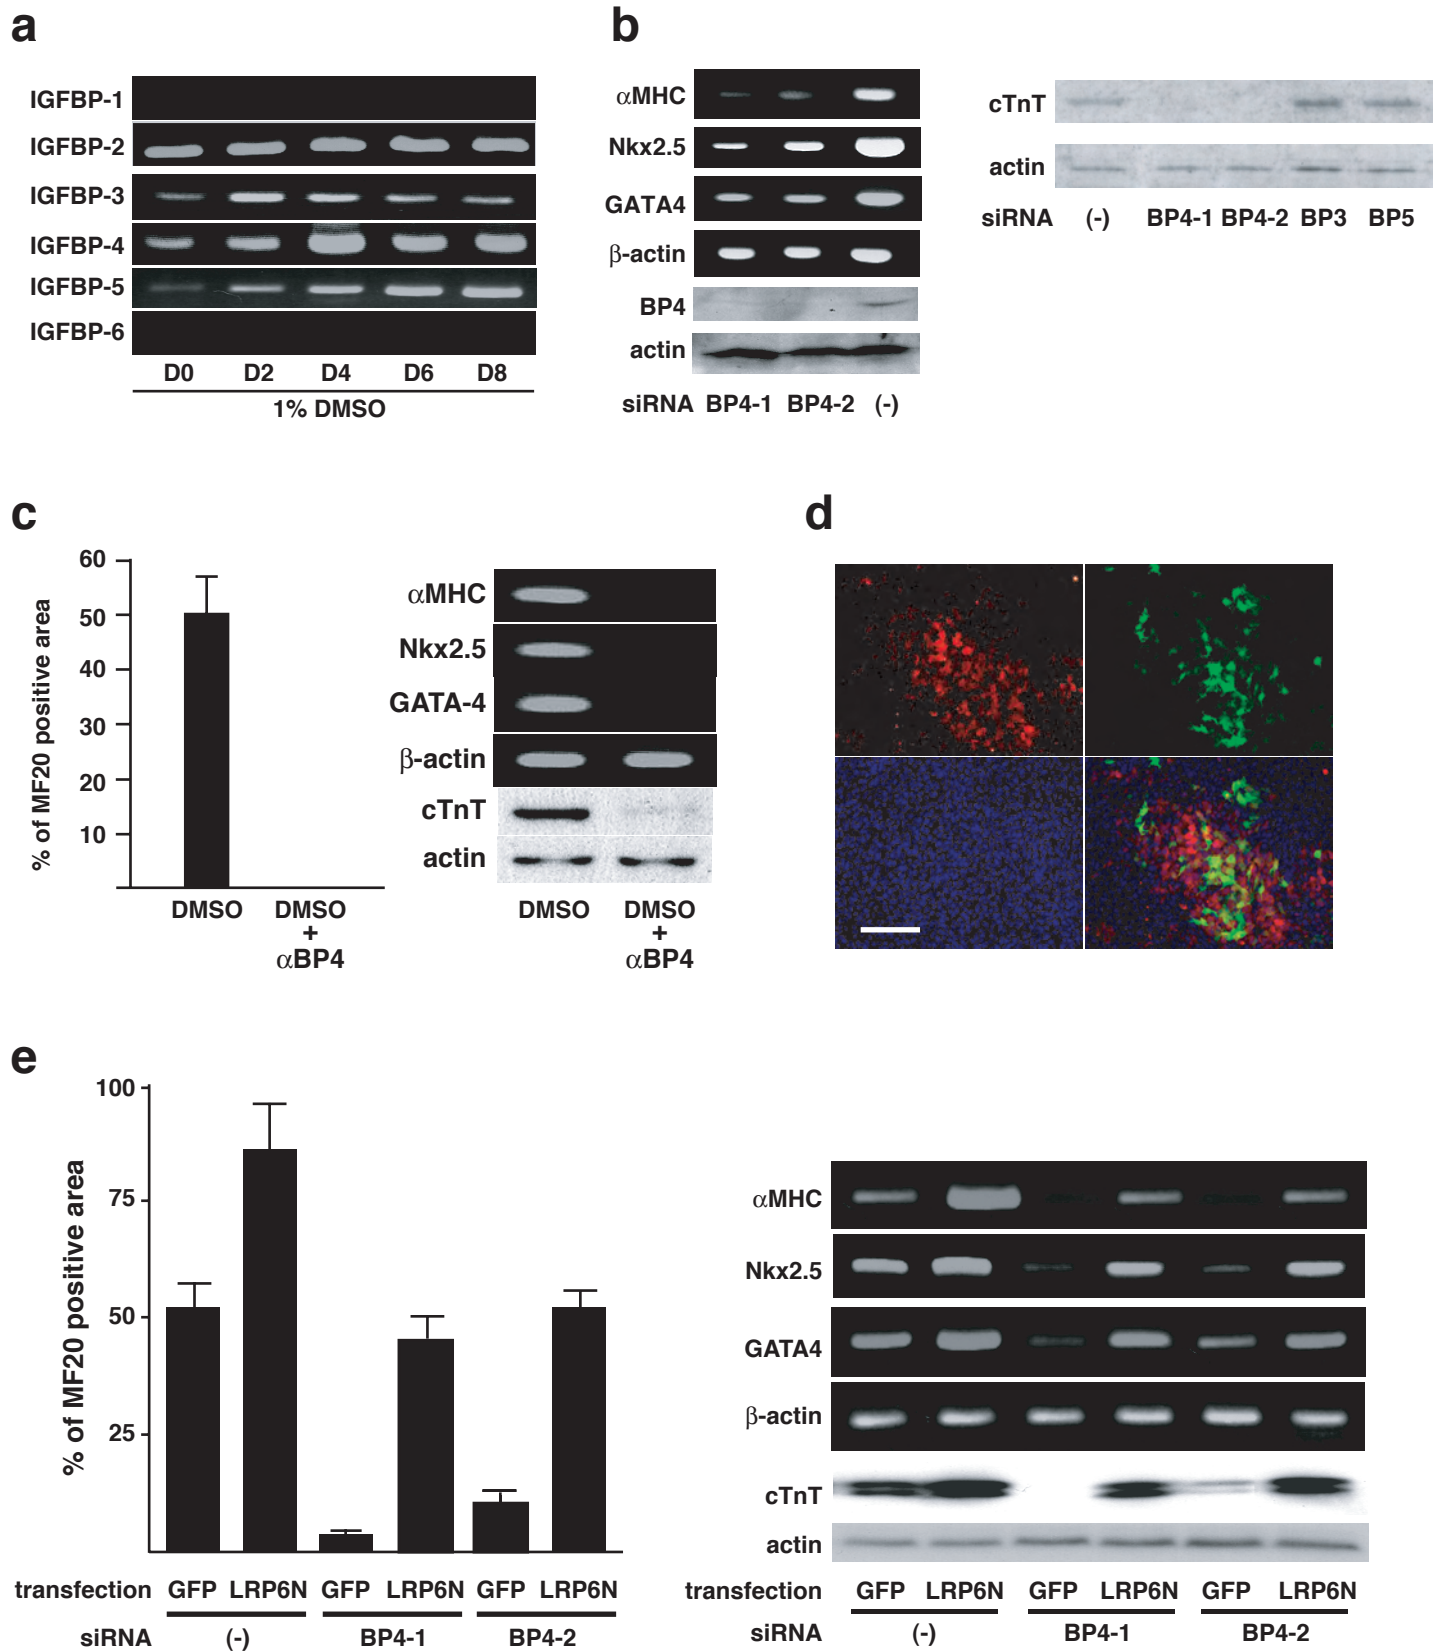 a
IGFBP-1
IGFBP-2
IGFBP-3
IGFBP-4
IGFBP-5
IGFBP-6
D0 D2 D4 D6 D8
1% DMSO
b
αMHC
Nkx2.5
GATA4
β-actin
BP4
actin
siRNA BP4-1 BP4-2 (-)
cTnT
actin
siRNA (-) BP4-1 BP4-2 BP3 BP5
c
% of MF20 positive area
60
50
40
30
20
10
DMSO DMSO
+
αBP4
αMHC
Nkx2.5
GATA-4
β-actin
cTnT
actin
DMSO DMSO
+
αBP4
d
e
% of MF20 positive area
100
75
50
25
transfection GFP LRP6N GFP LRP6N GFP LRP6N
siRNA (-) BP4-1 BP4-2
αMHC
Nkx2.5
GATA4
β-actin
cTnT
actin
transfection GFP LRP6N GFP LRP6N GFP LRP6N
siRNA (-) BP4-1 BP4-2